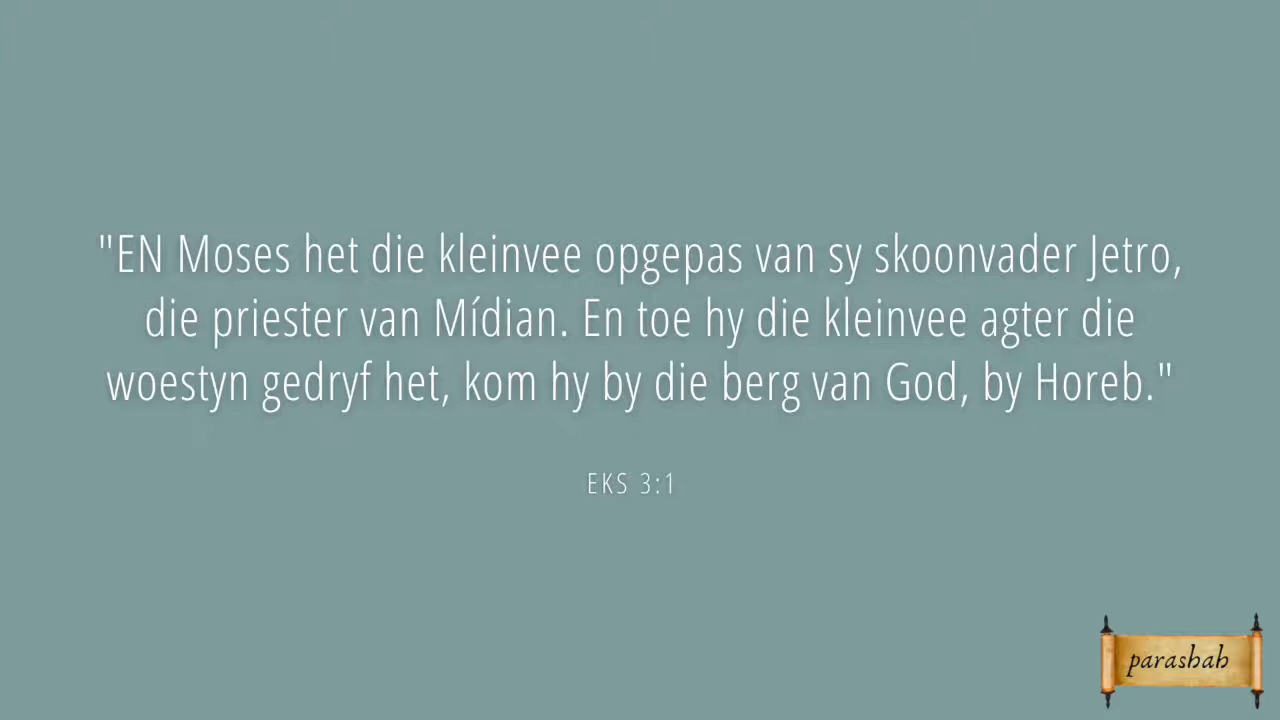 "EN Moses het die kleinvee opgepas van sy skoonvader Jetro,
die priester van Mídian. En toe hy die kleinvee agter die
woestyn gedryf het, kom hy by die berg van God, by Horeb."
EKS 3:1
parashah